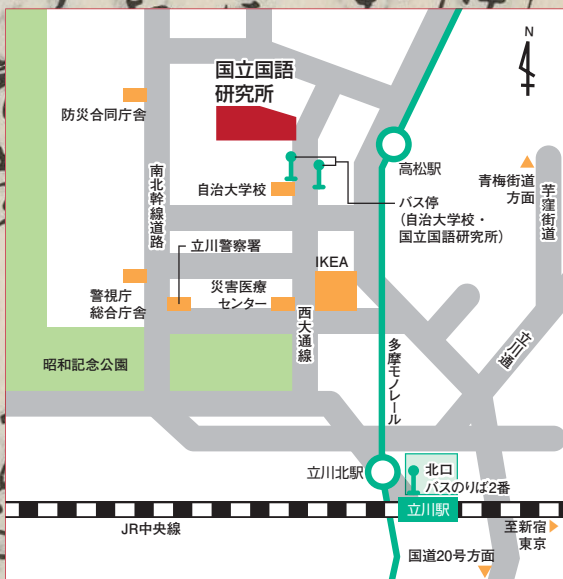 N
国立国語
研究所
防災合同庁舎
南北幹線道路
自治大学校
高松駅
バス停
(自治大学校・
国立国語研究所)
青梅街道
方面
芋窪街道
立川警察署
IKEA
警視庁
総合庁舎
災害医療
センター
西大通線
立川通
多摩モノレール
昭和記念公園
立川北駅
北口
バスのりば2番
立川駅
JR中央線
至新宿
東京
国道20号方面